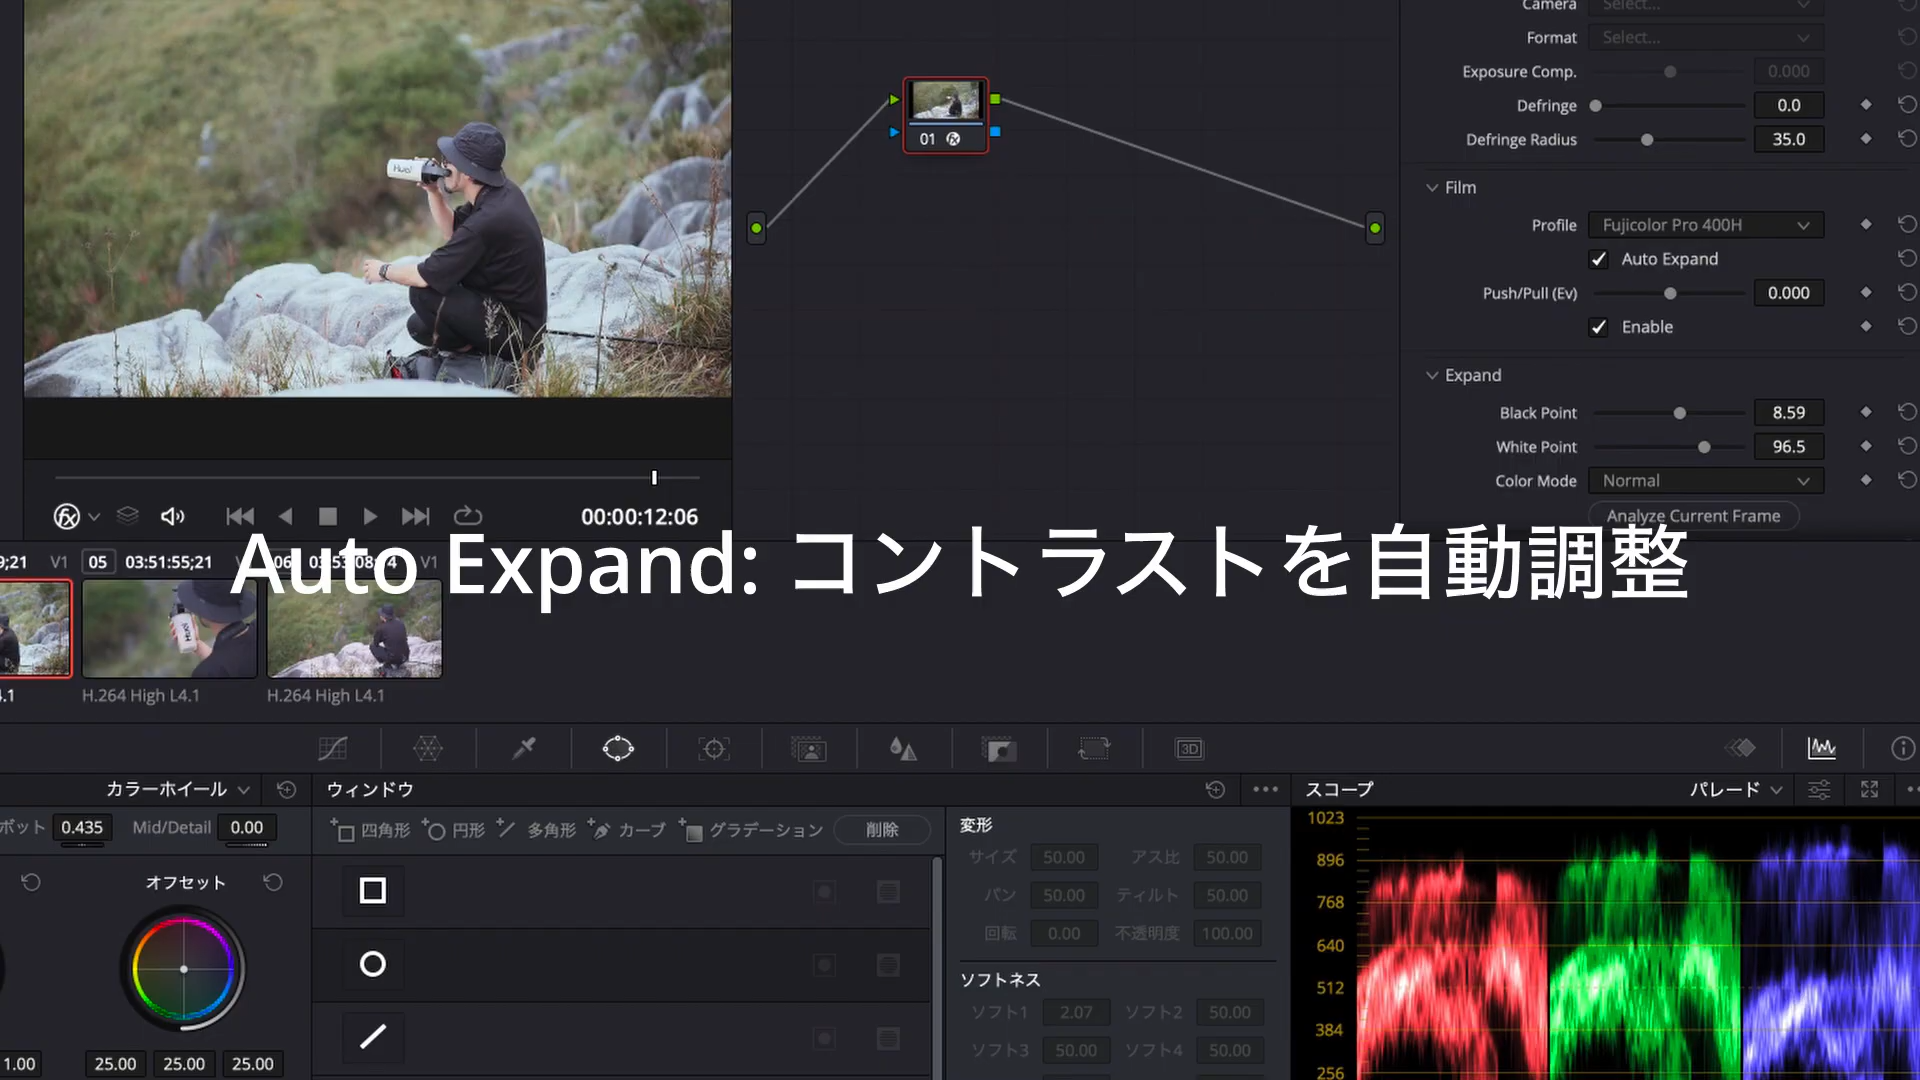 Camera
Select...
Format
Select...
Exposure Comp.
0.000
Defringe
0.0
Defringe Radius
35.0
Film
Profile
Fujicolor Pro 400H
Auto Expand
Push/Pull (Ev)
0.000
Enable
Expand
Black Point
8.59
White Point
96.5
Color Mode
Normal
Analyze Current Frame
01
00:00:12:06
9;21 V1 05 03:51:55;21 06 V1
Auto Expand: コントラストを自動調整
H.264 High L4.1
H.264 High L4.1
3D
カラーホイール
ウィンドウ
スコープ
パレード
ボット 0.435 Mid/Detail 0.00
四角形 円形 多角形 カーブ グラデーション 削除
変形
サイズ 50.00 アス比 50.00
パン 50.00 ティルト 50.00
回転 0.00 不透明度 100.00
ソフトネス
ソフト1 2.07 ソフト2 50.00
ソフト3 50.00 ソフト4 50.00
オフセット
1.00 25.00 25.00 25.00
1023
896
768
640
512
384
256